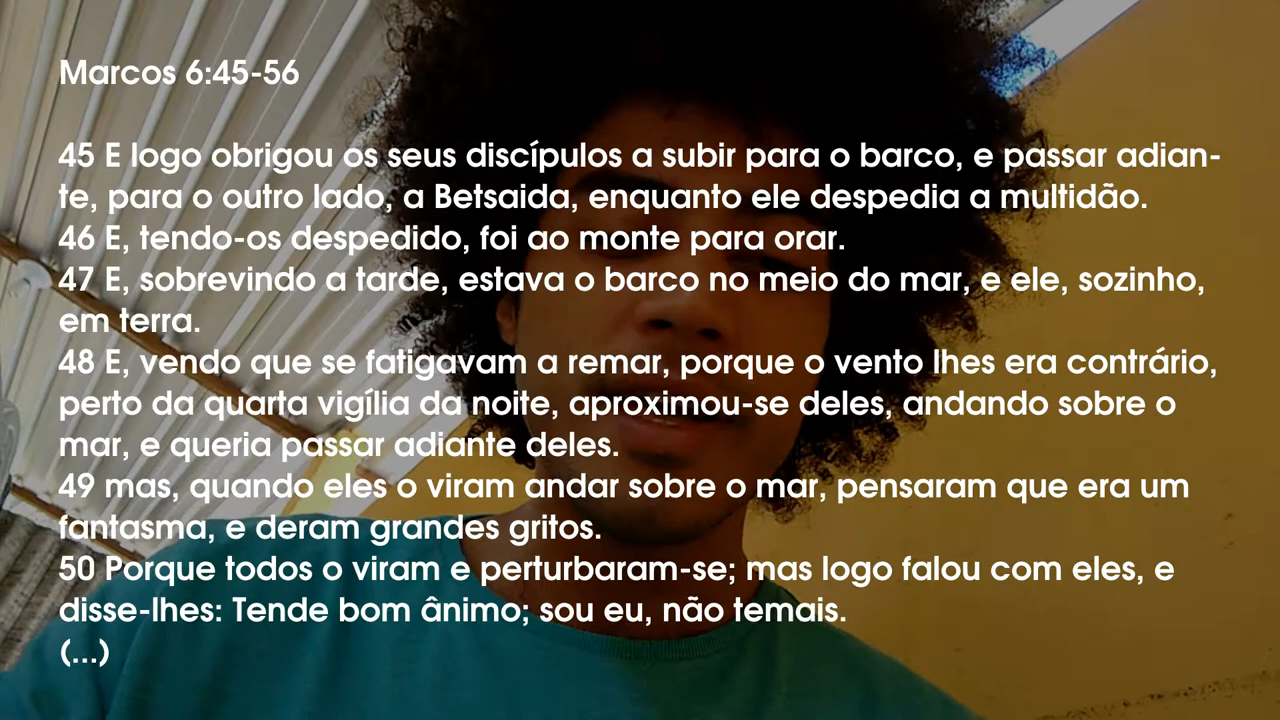 Marcos 6:45-56
45 E logo obrigou os seus discípulos a subir para o barco, e passar adian-
te, para o outro lado, a Betsaida, enquanto ele despedia a multidão.
46 E, tendo-os despedido, foi ao monte para orar.
47 E, sobrevindo a tarde, estava o barco no meio do mar, e ele, sozinho,
em terra.
48 E, vendo que se fatigavam a remar, porque o vento lhes era contrário,
perto da quarta vigília da noite, aproximou-se deles, andando sobre o
mar, e queria passar adiante deles.
49 mas, quando eles o viram andar sobre o mar, pensaram que era um
fantasma, e deram grandes gritos.
50 Porque todos o viram e perturbaram-se; mas logo falou com eles, e
disse-lhes: Tende bom ânimo; sou eu, não temais.
(...)